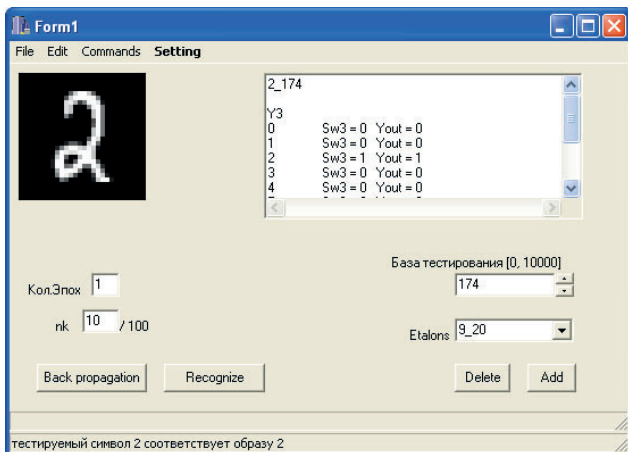 Form1
File Edit Commands Setting
2_174
Y3
0 Sw3 = 0 Yout = 0
1 Sw3 = 0 Yout = 0
2 Sw3 = 1 Yout = 1
3 Sw3 = 0 Yout = 0
4 Sw3 = 0 Yout = 0
База тестирования [0, 10000]
Кол.Эпох 1
174
nk 10 / 100
Etalons 9_20
Back propagation Recognize Delete Add
тестируемый символ 2 соответствует образу 2